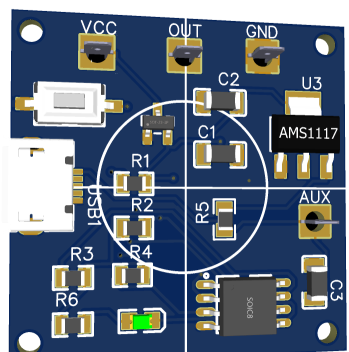 VCC
OUT
GND
C2
U3
AMS1117
C1
R1
USB1
R2
R5
AUX
R3
R4
R6
SOIC8
C3